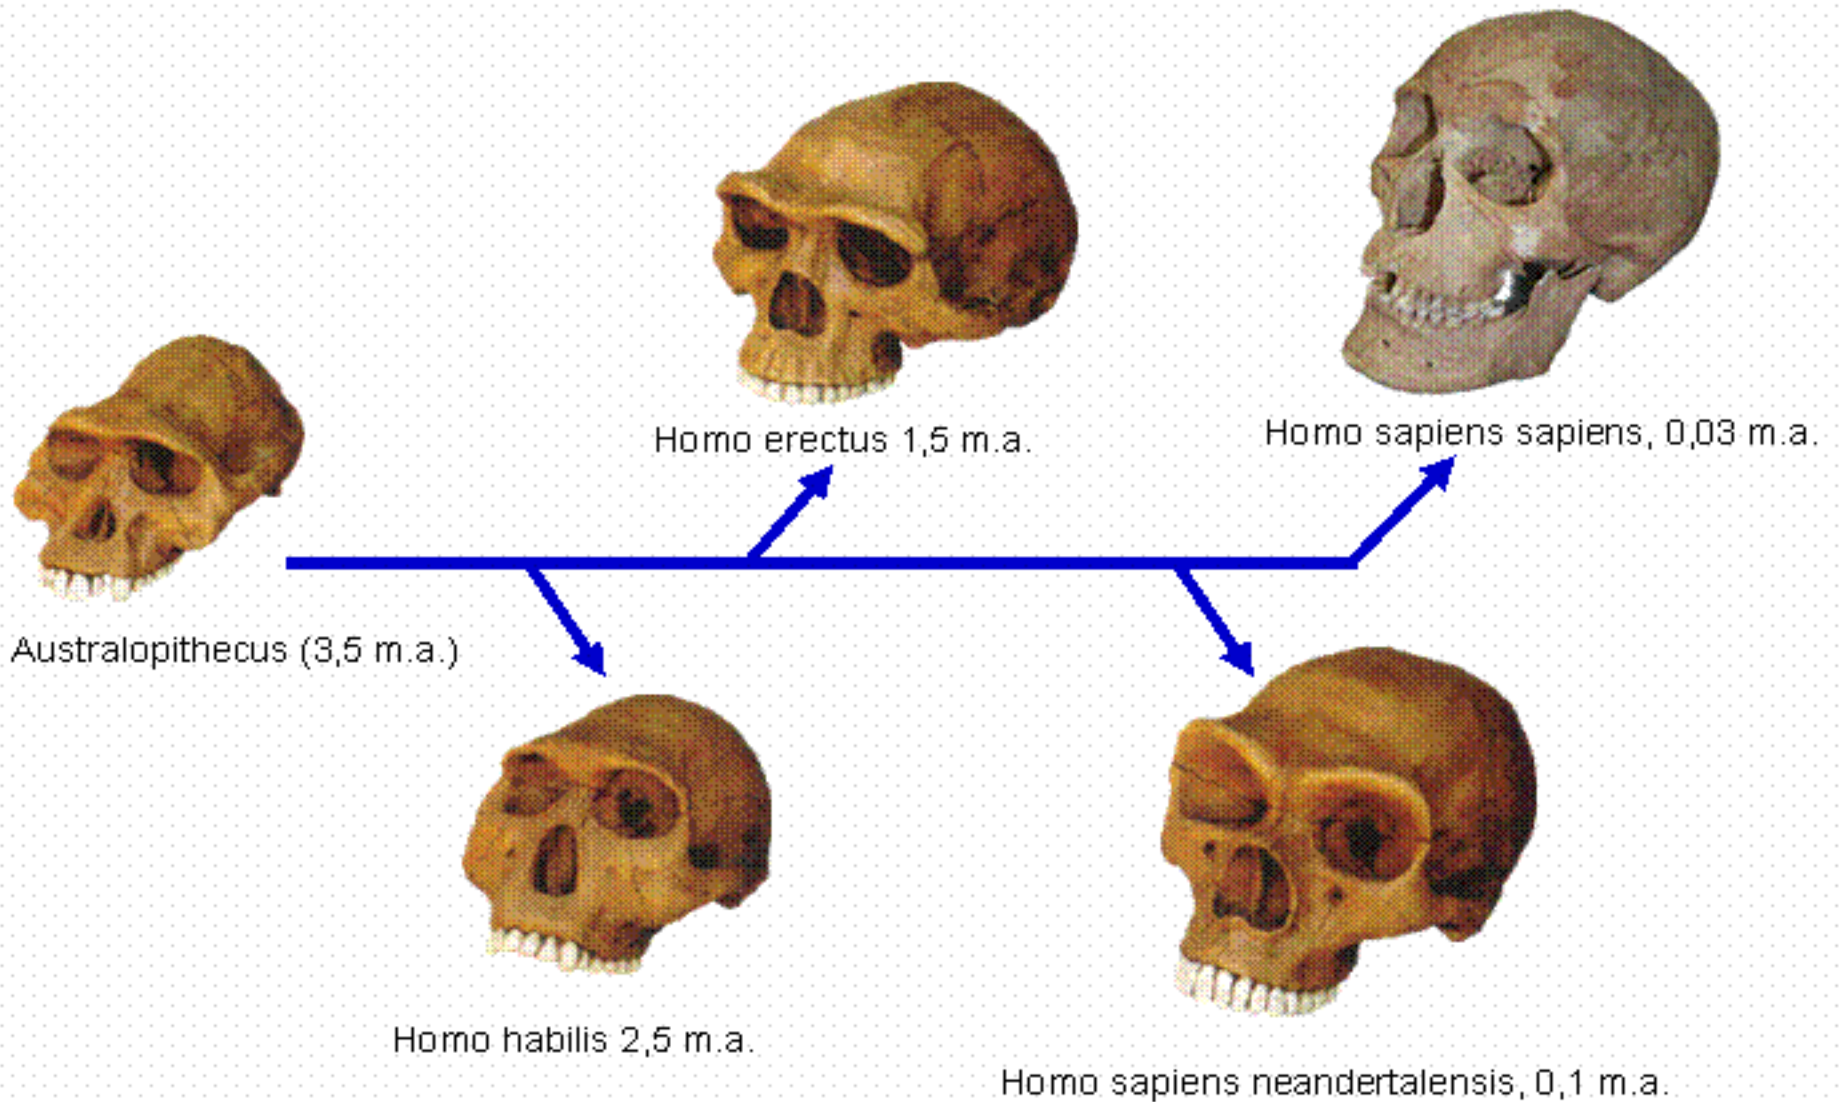 Homo erectus 1,5 m.a.
Homo sapiens sapiens, 0,03 m.a.
Australopithecus (3,5 m.a.)
Homo habilis 2,5 m.a.
Homo sapiens neandertalensis, 0,1 m.a.